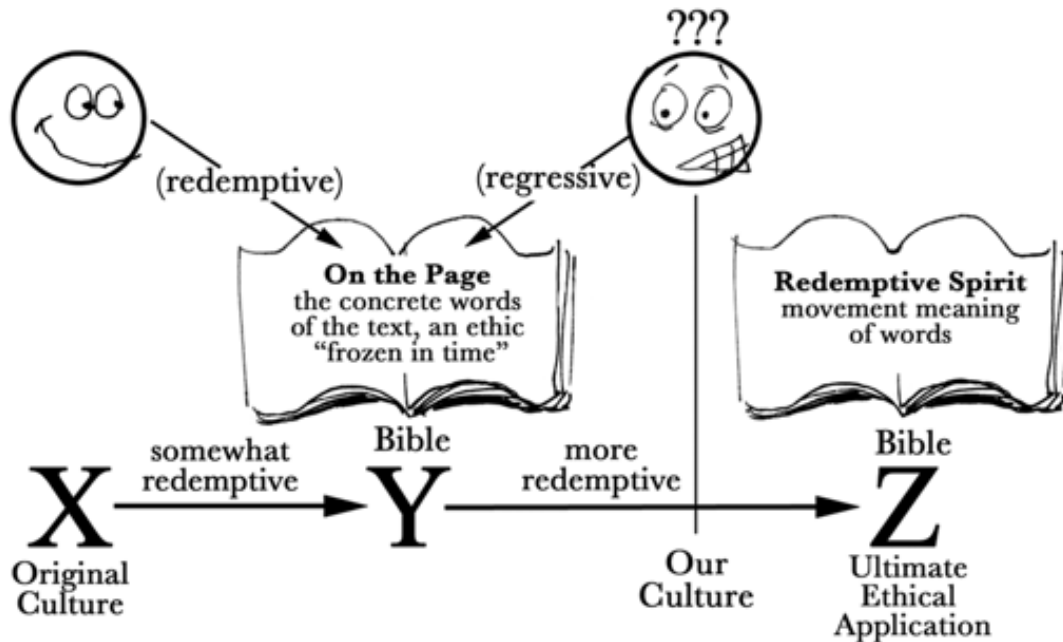 ???
(redemptive)
(regressive)
On the Page
the concrete words
of the text, an ethic
“frozen in time”
Redemptive Spirit
movement meaning
of words
Bible
Bible
somewhat
redemptive
more
redemptive
X
Y
Z
Original
Culture
Our
Culture
Ultimate
Ethical
Application